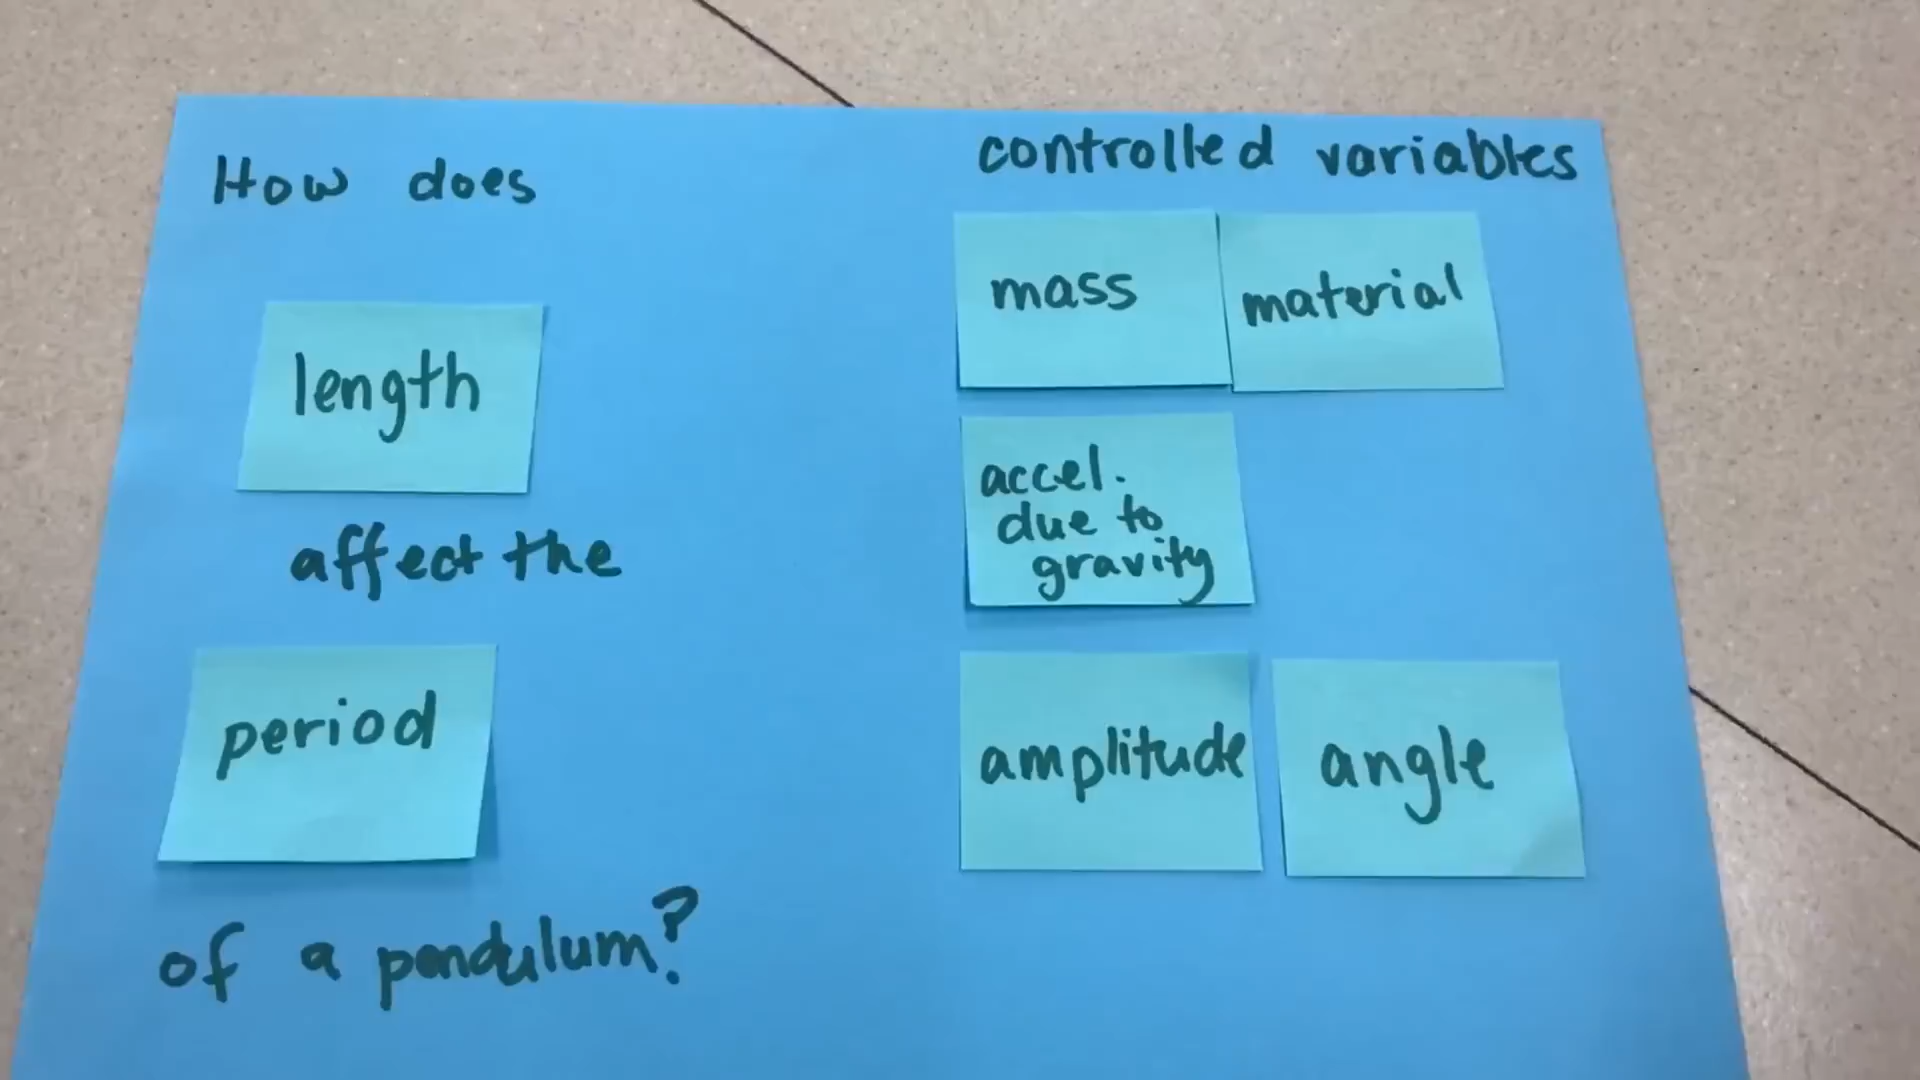 How does
length
affect the
period
of a pendulum?
controlled variables
mass
material
accel.
due to
gravity
amplitude
angle